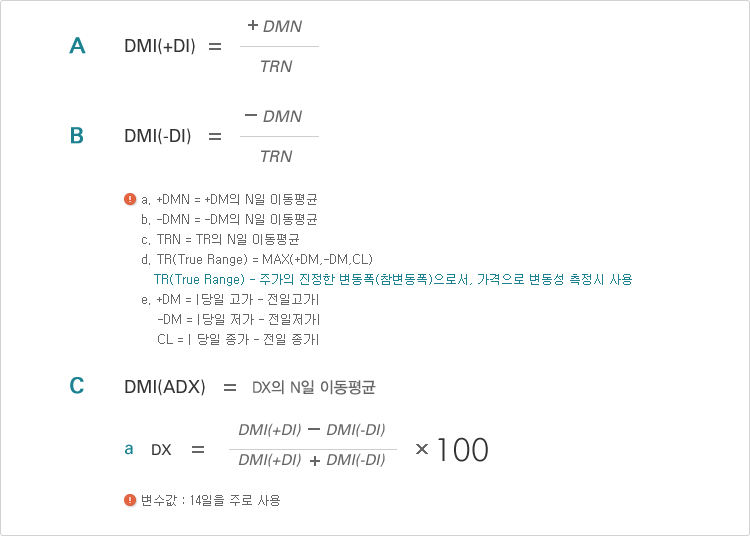 A DMI(+DI) = + DMN / TRN
B DMI(-DI) = − DMN / TRN
! a. +DMN = +DM의 N일 이동평균
b. -DMN = -DM의 N일 이동평균
c. TRN = TR의 N일 이동평균
d. TR(True Range) = MAX(+DM,-DM,CL)
TR(True Range) - 주가의 진정한 변동폭(참변동폭)으로서, 가격으로 변동성 측정시 사용
e. +DM = |당일 고가 - 전일고가|
-DM = |당일 저가 - 전일저가|
CL = | 당일 종가 - 전일 종가|
C DMI(ADX) = DX의 N일 이동평균
a DX = DMI(+DI) − DMI(-DI) / DMI(+DI) + DMI(-DI) × 100
! 변수값 : 14일을 주로 사용